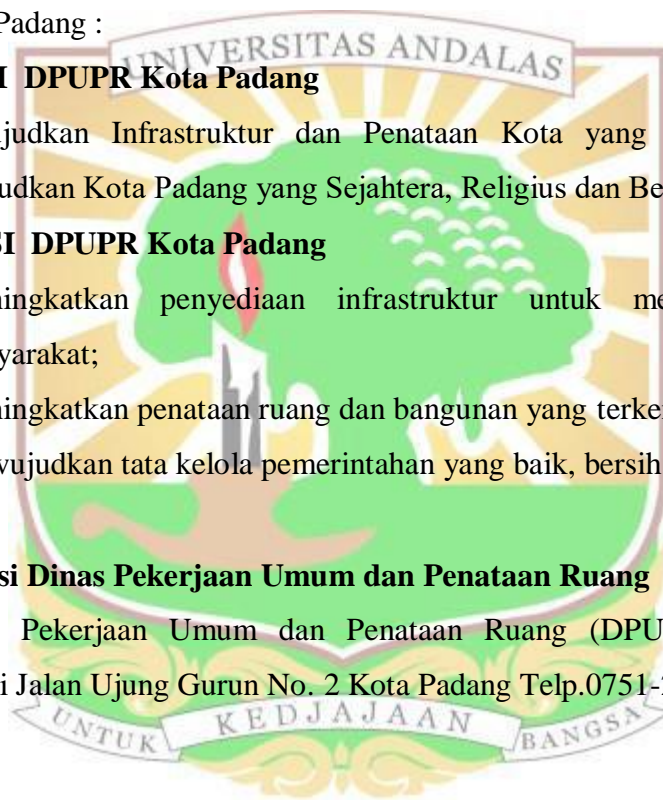 Padang :
UNIVERSITAS ANDALAS
I DPUPR Kota Padang
judkan Infrastruktur dan Penataan Kota yang
udkan Kota Padang yang Sejahtera, Religius dan Be
SI DPUPR Kota Padang
ningkatkan penyediaan infrastruktur untuk me
syarakat;
ningkatkan penataan ruang dan bangunan yang terke
wujudkan tata kelola pemerintahan yang baik, bersih
si Dinas Pekerjaan Umum dan Penataan Ruang
Pekerjaan Umum dan Penataan Ruang (DPU
i Jalan Ujung Gurun No. 2 Kota Padang Telp.0751-
UNTUK KEDJAJAAN BANGSA